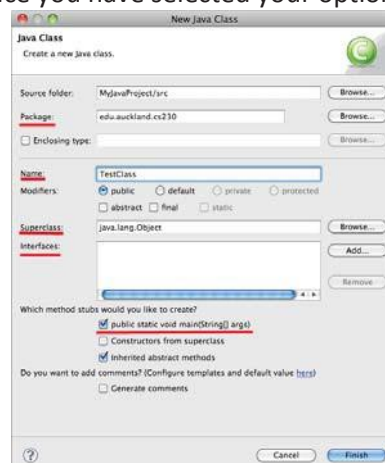 ce you have selected your option
New Java Class
Java Class
Create a new Java class.
Source folder: MyJavaProject/src Browse...
Package: edu.auckland.cs230 Browse...
Enclosing type: Browse...
Name: TestClass
Modifiers: public default private protected
abstract final static
Superclass: java.lang.Object Browse...
Interfaces: Add...
Remove
Which method stubs would you like to create?
public static void main(String[] args)
Constructors from superclass
Inherited abstract methods
Do you want to add comments? (Configure templates and default value here)
Generate comments
? Cancel Finish